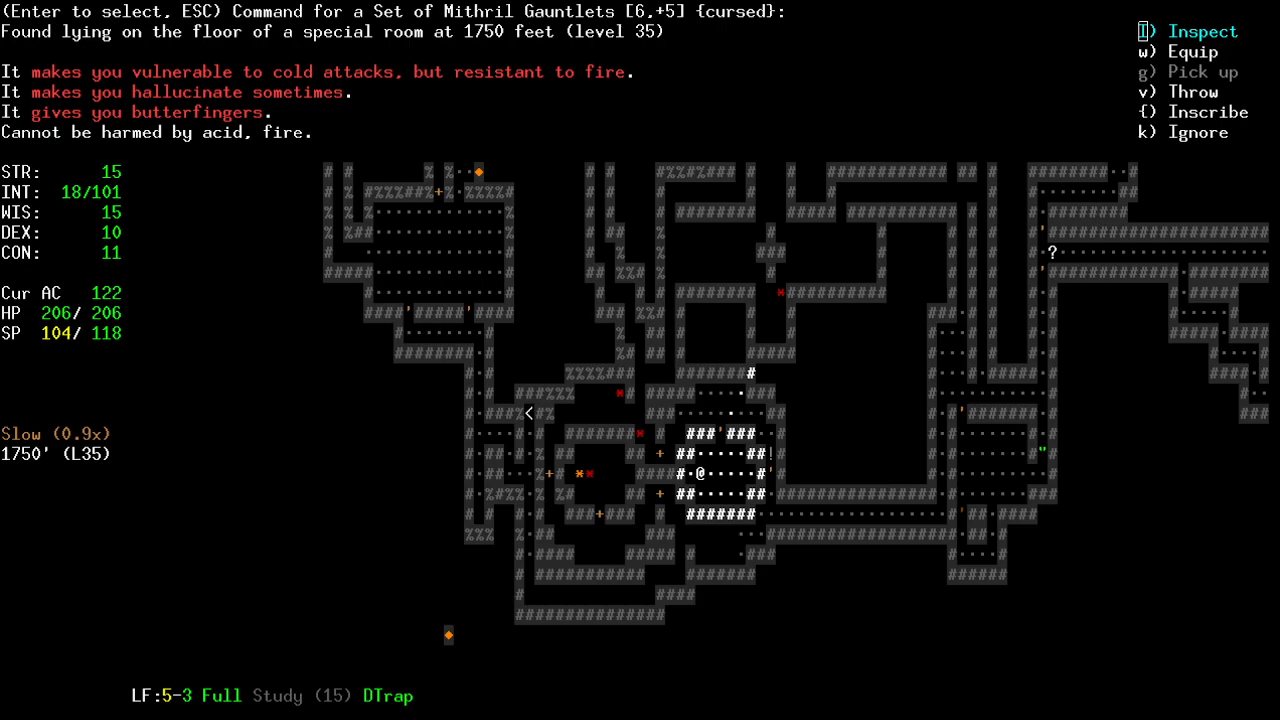 (Enter to select, ESC) Command for a Set of Mithril Gauntlets [6,+5] {cursed}:
Found lying on the floor of a special room at 1750 feet (level 35)
I) Inspect
w) Equip
It makes you vulnerable to cold attacks, but resistant to fire.
g) Pick up
It makes you hallucinate sometimes.
v) Throw
It gives you butterfingers.
{) Inscribe
Cannot be harmed by acid, fire.
k) Ignore
STR: 15
INT: 18/101
WIS: 15
DEX: 10
CON: 11
Cur AC 122
HP 206/ 206
SP 104/ 118
Slow (0.9x)
1750' (L35)
LF:5-3 Full Study (15) DTrap